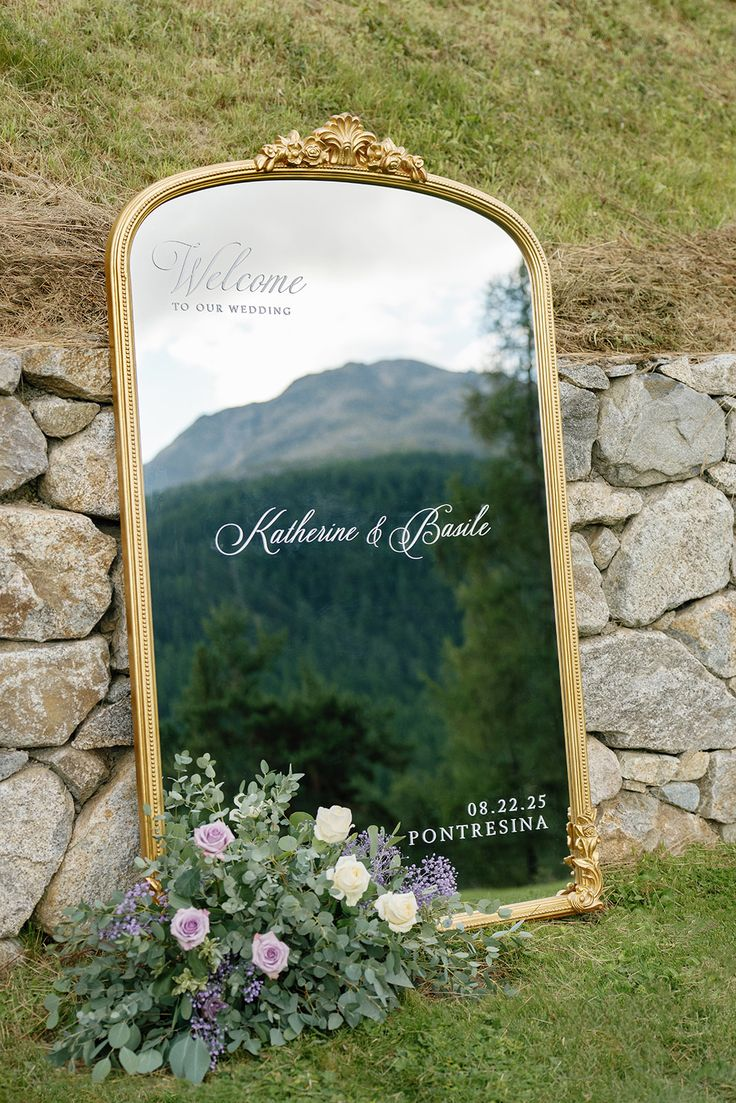 Welcome
TO OUR WEDDING
Katherine & Basile
08.22.25
PONTRESINA